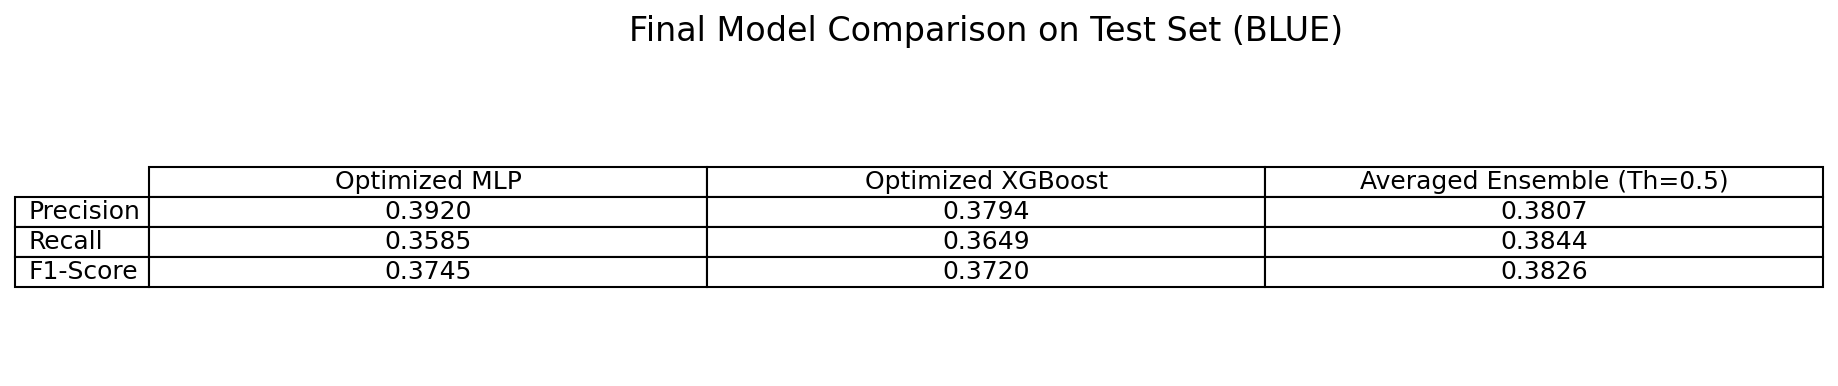 Final Model Comparison on Test Set (BLUE)
Optimized MLP Optimized XGBoost Averaged Ensemble (Th=0.5)
Precision 0.3920 0.3794 0.3807
Recall 0.3585 0.3649 0.3844
F1-Score 0.3745 0.3720 0.3826